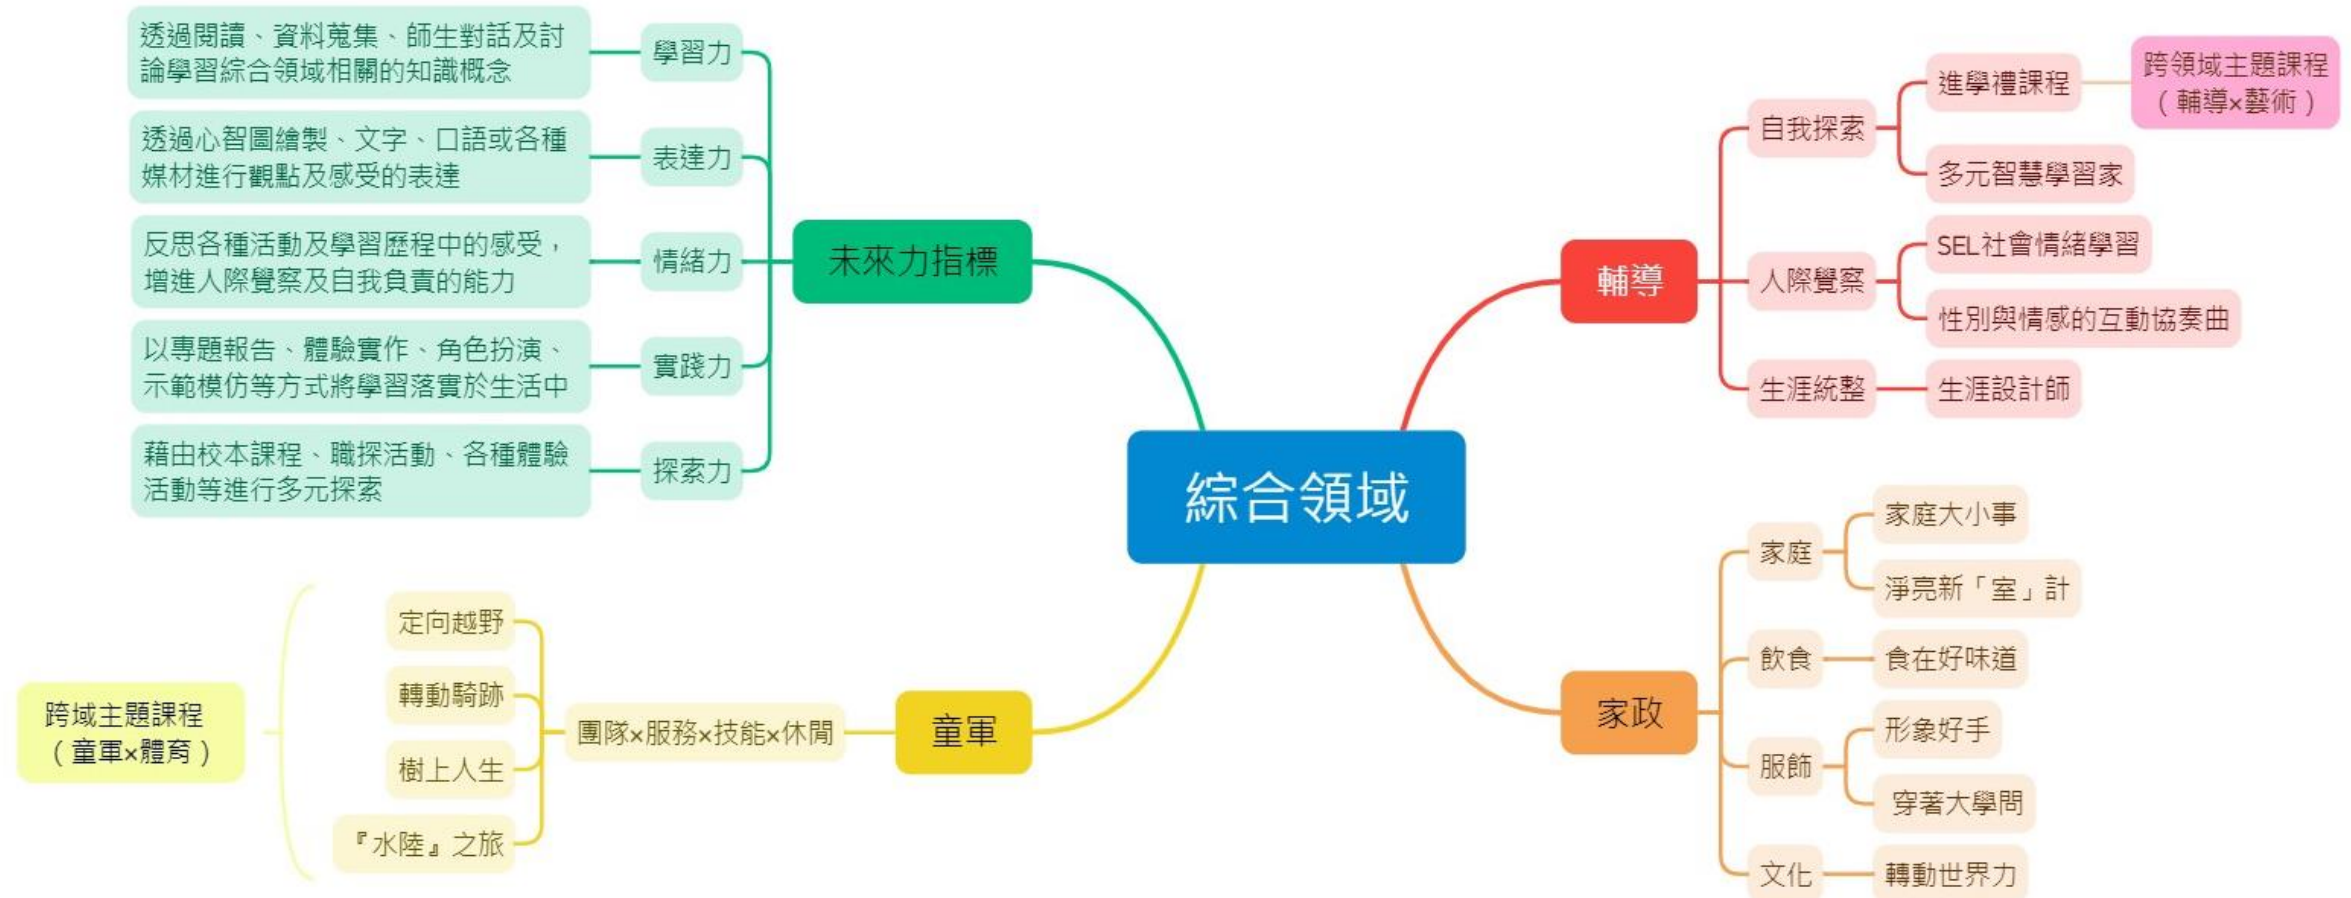 綜合領域
未來力指標
學習力
透過閱讀、資料蒐集、師生對話及討
論學習綜合領域相關的知識概念
表達力
透過心智圖繪製、文字、口語或各種
媒材進行觀點及感受的表達
情緒力
反思各種活動及學習歷程中的感受，
增進人際覺察及自我負責的能力
實踐力
以專題報告、體驗實作、角色扮演、
示範模仿等方式將學習落實於生活中
探索力
藉由校本課程、職探活動、各種體驗
活動等進行多元探索
童軍
團隊×服務×技能×休閒
定向越野
轉動騎跡
樹上人生
『水陸』之旅
跨域主題課程
（童軍×體育）
輔導
自我探索
進學禮課程
跨領域主題課程
（輔導×藝術）
多元智慧學習家
人際覺察
SEL社會情緒學習
性別與情感的互動協奏曲
生涯統整
生涯設計師
家政
家庭
家庭大小事
淨亮新「室」計
飲食
食在好味道
服飾
形象好手
穿著大學問
文化
轉動世界力